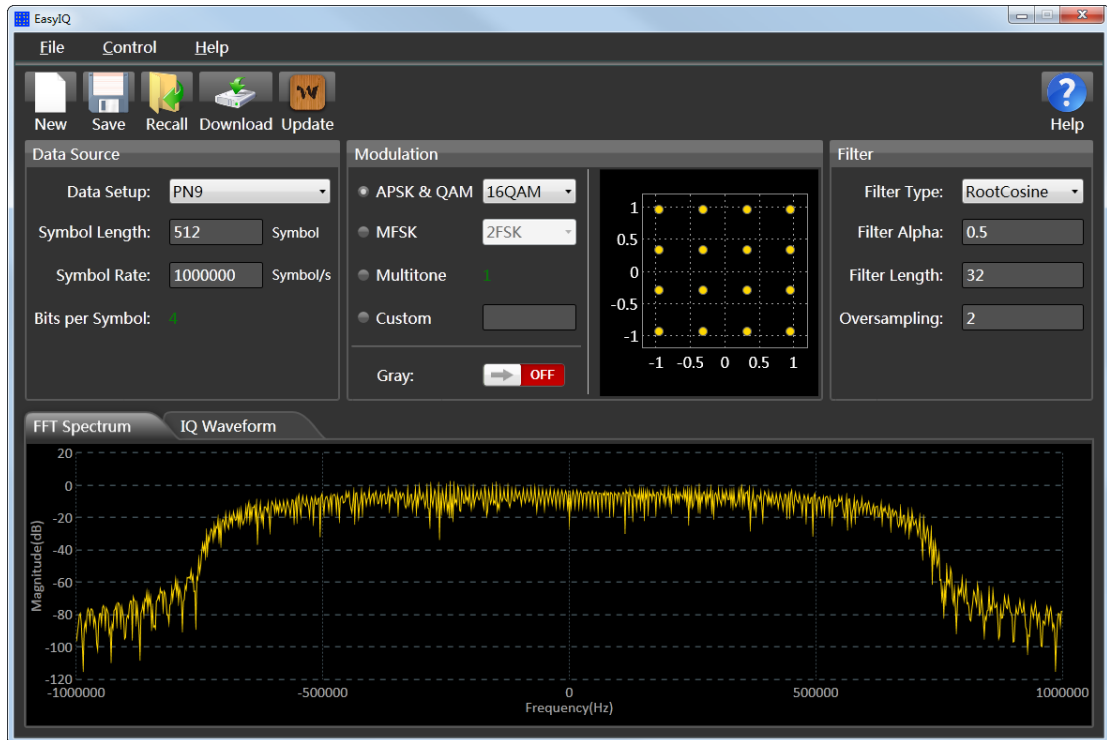 EasyIQ
File Control Help
New Save Recall Download Update Help
Data Source
Data Setup: PN9
Symbol Length: 512 Symbol
Symbol Rate: 1000000 Symbol/s
Bits per Symbol: 4
Modulation
APSK & QAM 16QAM
MFSK 2FSK
Multitone 1
Custom
Gray: OFF
1
0.5
0
-0.5
-1
-1 -0.5 0 0.5 1
Filter
Filter Type: RootCosine
Filter Alpha: 0.5
Filter Length: 32
Oversampling: 2
FFT Spectrum IQ Waveform
Magnitude(dB)
20
0
-20
-40
-60
-80
-100
-120
-1000000 -500000 0 500000 1000000
Frequency(Hz)